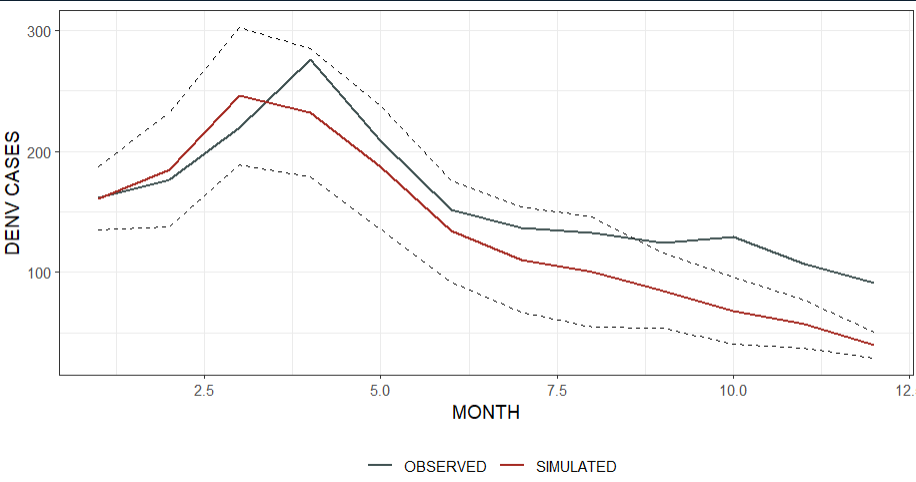 300
200
100
DENV CASES
2.5
5.0
7.5
10.0
12.
MONTH
OBSERVED SIMULATED